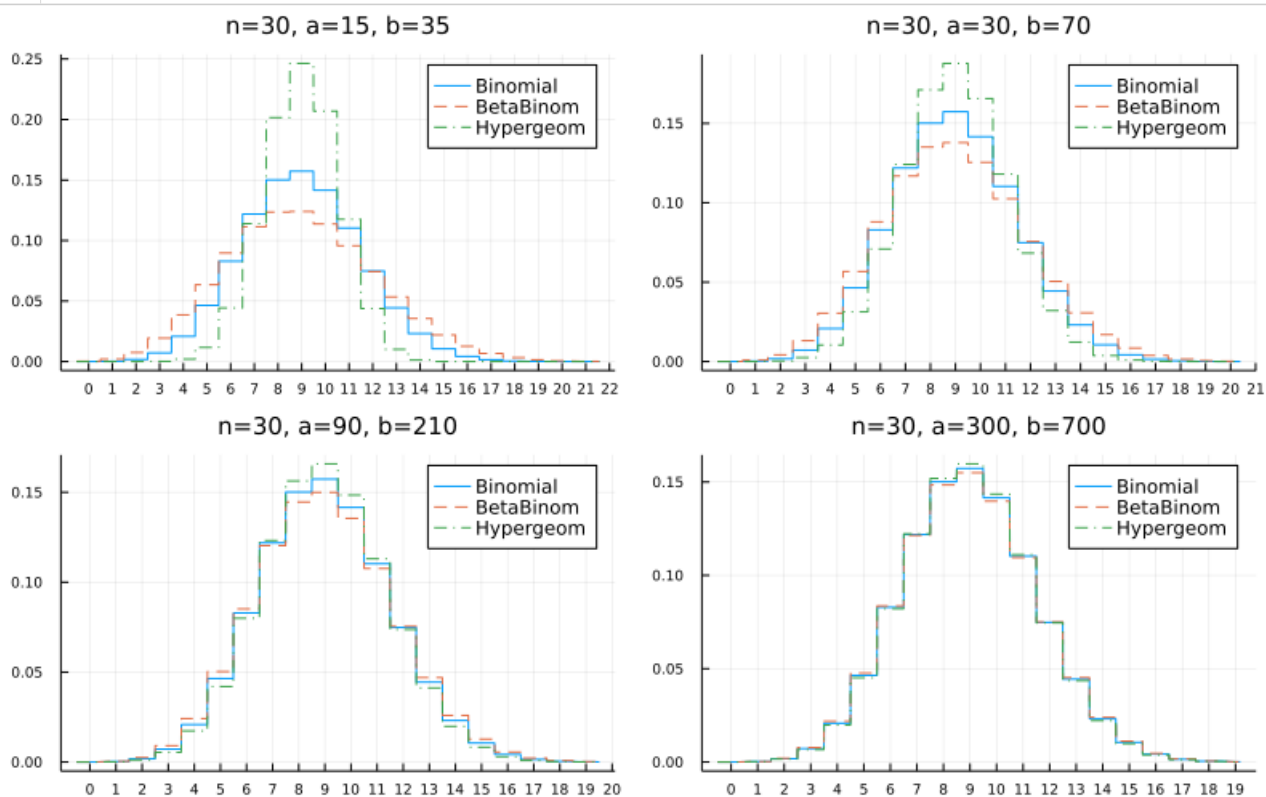 n=30, a=15, b=35
0.25
0.20
0.15
0.10
0.05
0.00
Binomial
BetaBinom
Hypergeom
0 1 2 3 4 5 6 7 8 9 10 11 12 13 14 15 16 17 18 19 20 21 22
n=30, a=30, b=70
0.15
0.10
0.05
0.00
Binomial
BetaBinom
Hypergeom
0 1 2 3 4 5 6 7 8 9 10 11 12 13 14 15 16 17 18 19 20 21
n=30, a=90, b=210
0.15
0.10
0.05
0.00
Binomial
BetaBinom
Hypergeom
0 1 2 3 4 5 6 7 8 9 10 11 12 13 14 15 16 17 18 19 20
n=30, a=300, b=700
0.15
0.10
0.05
0.00
Binomial
BetaBinom
Hypergeom
0 1 2 3 4 5 6 7 8 9 10 11 12 13 14 15 16 17 18 19